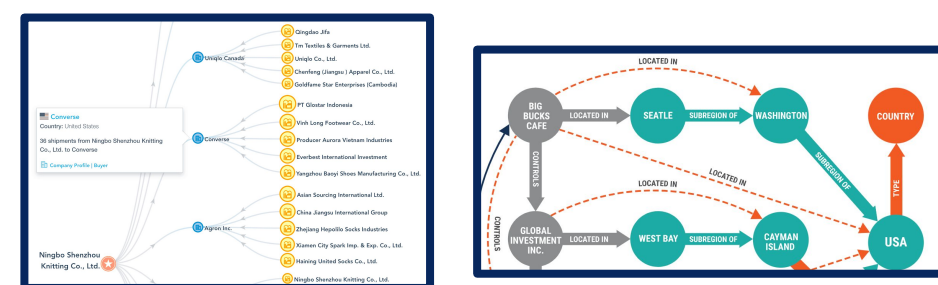 Qingdao Jifa
Tm Textiles & Garments Ltd.
Uniqlo Canada
Uniqlo Co., Ltd.
Chenfeng (Jiangsu ) Apparel Co., Ltd.
Goldfame Star Enterprises (Cambodia)
Converse
Country: United States
38 shipments from Ningbo Shenzhou Knitting
Co., Ltd. to Converse
Company Profile | Buyer
PT Glostar Indonesia
Vinh Long Footwear Co., Ltd.
Converse
Producer Aurora Vietnam Industries
Everbest International Investment
Yangzhou Baoyi Shoes Manufacturing Co., Ltd.
Asian Sourcing International Ltd.
China Jiangsu International Group
Agron Inc.
Zhejiang Hepolilo Socks Industries
Xiamen City Spark Imp. & Exp. Co., Ltd.
Haining United Socks Co., Ltd.
Ningbo Shenzhou
Knitting Co., Ltd.
Ningbo Shenzhou Knitting Co., Ltd.
LOCATED IN
BIG
BUCKS
CAFE
LOCATED IN
SEATLE
SUBREGION OF
WASHINGTON
COUNTRY
CONTROLS
LOCATED IN
LOCATED IN
SUBREGION OF
TYPE
CONTROLS
GLOBAL
INVESTMENT
INC.
LOCATED IN
WEST BAY
SUBREGION OF
CAYMAN
ISLAND
USA